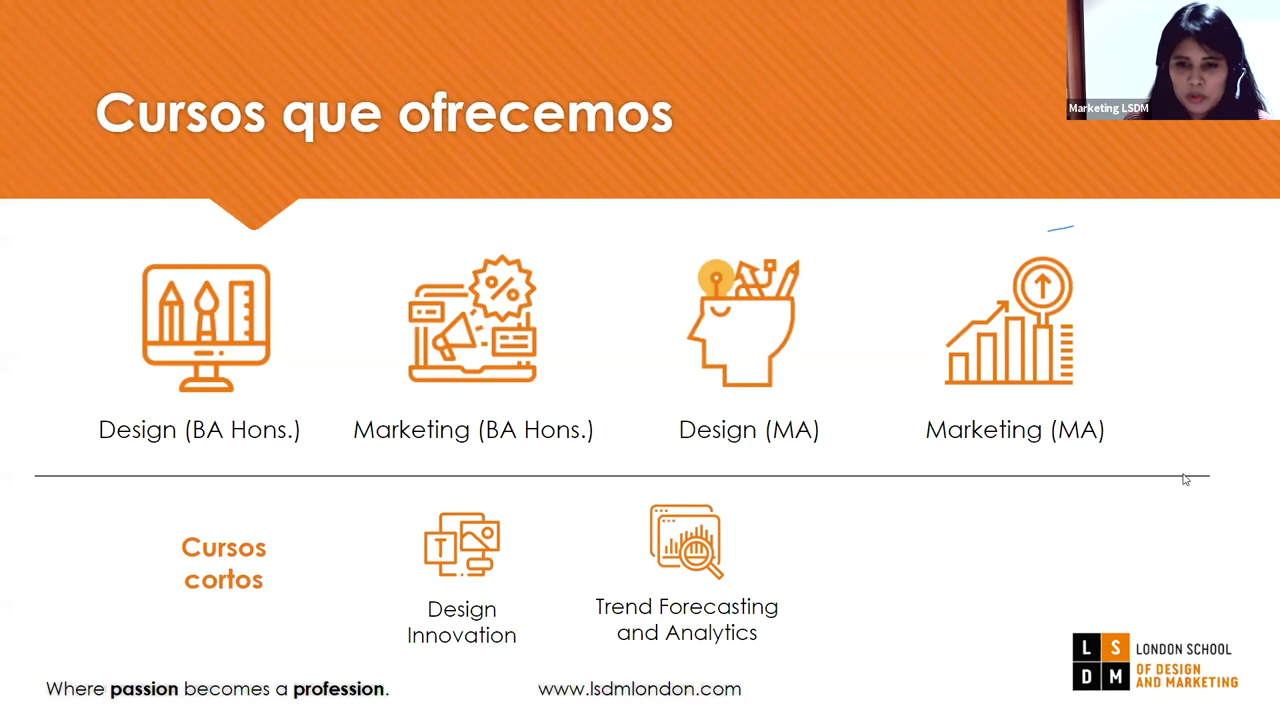 Cursos que ofrecemos
Marketing LSDM
Design (BA Hons.)
Marketing (BA Hons.)
Design (MA)
Marketing (MA)
Cursos
cortos
T
Design
Innovation
Trend Forecasting
and Analytics
Where passion becomes a profession.
www.lsdmlondon.com
L S
D M
LONDON SCHOOL
OF DESIGN
AND MARKETING